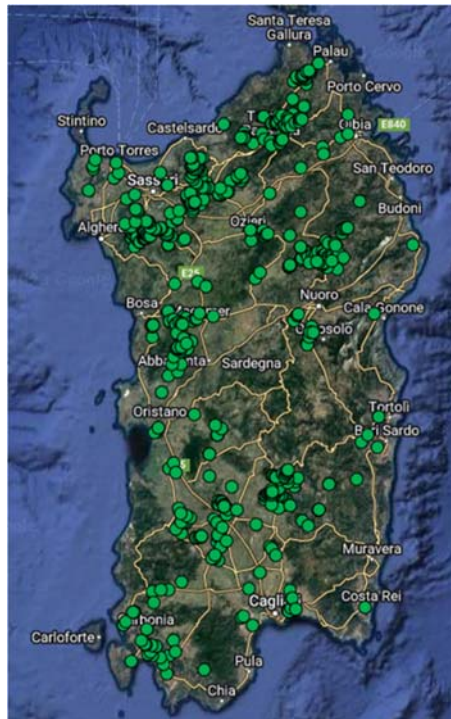 Santa Teresa
Gallura
Palau
Porto Cervo
Stintino
Castelsardo
E840
Olbia
Porto Torres
Sassari
San Teodoro
Budoni
Ozieri
Alghero
E25
Bosa
Nuoro
Cala Gonone
Sardegna
Oristano
Tortolì
Bari Sardo
Muravera
Costa Rei
Carloforte
Pula
Chia